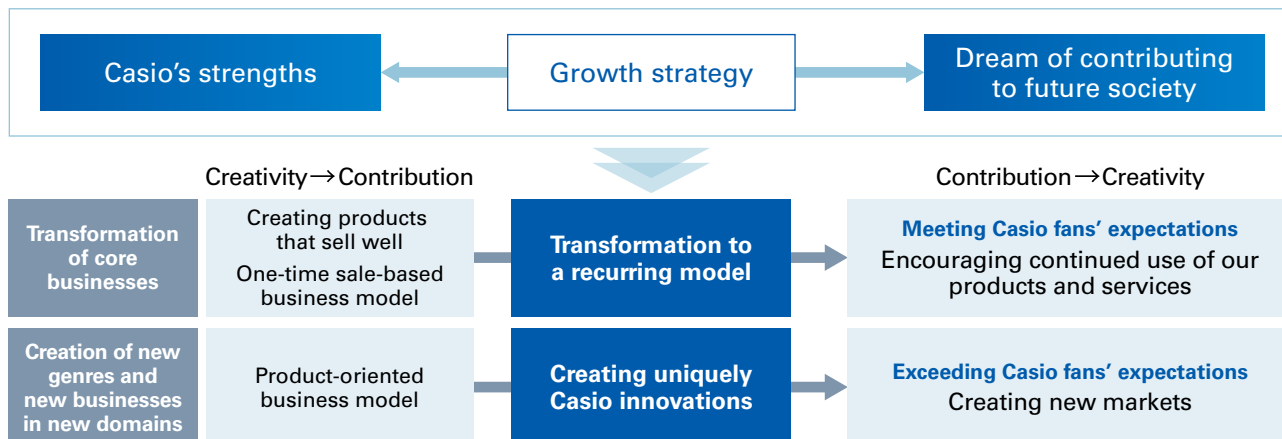 Casio's strengths
Growth strategy
Dream of contributing
to future society
Creativity→Contribution
Contribution→Creativity
Transformation
of core
businesses
Creating products
that sell well
One-time sale-based
business model
Transformation to
a recurring model
Meeting Casio fans' expectations
Encouraging continued use of our
products and services
Creation of new
genres and
new businesses
in new domains
Product-oriented
business model
Creating uniquely
Casio innovations
Exceeding Casio fans' expectations
Creating new markets